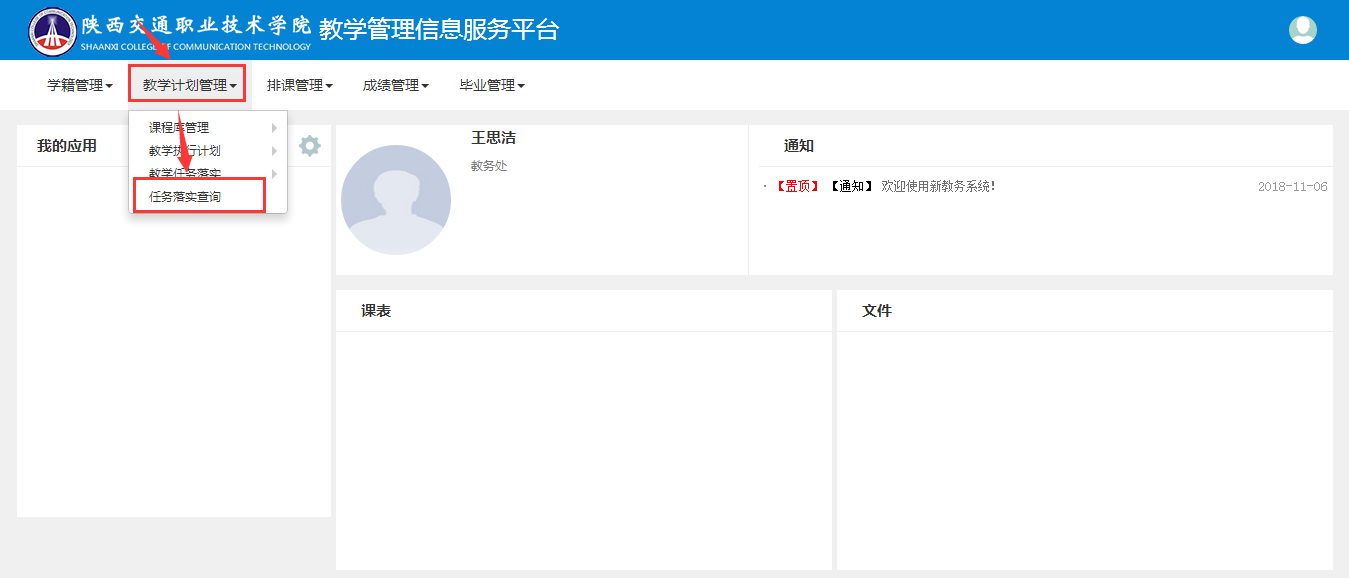 陕西交通职业技术学院
SHAANXI COLLEGE OF COMMUNICATION TECHNOLOGY
教学管理信息服务平台
学籍管理 教学计划管理 排课管理 成绩管理 毕业管理
课程库管理
教学执行计划
教学任务落实
任务落实查询
我的应用
王思洁
教务处
通知
· 【置顶】 【通知】 欢迎使用新教务系统! 2018-11-06
课表
文件